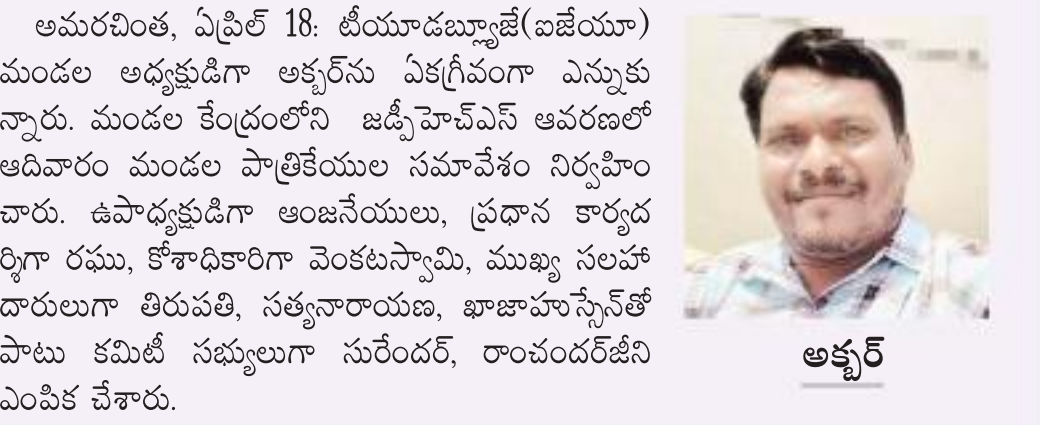 అమరచింత, ఏప్రిల్ 18: టీయూడబ్ల్యూజే(ఐజేయూ)
మండల అధ్యక్షుడిగా అక్బర్‌ను ఏకగ్రీవంగా ఎన్నుకు
న్నారు. మండల కేంద్రంలోని జడ్పీహెచ్ఎస్ ఆవరణలో
ఆదివారం మండల పాత్రికేయుల సమావేశం నిర్వహిం
చారు. ఉపాధ్యక్షుడిగా ఆంజనేయులు, ప్రధాన కార్యద
ర్శిగా రఘు, కోశాధికారిగా వెంకటస్వామి, ముఖ్య సలహా
దారులుగా తిరుపతి, సత్యనారాయణ, ఖాజాహుస్సేన్‌తో
పాటు కమిటీ సభ్యులుగా సురేందర్, రాంచందర్‌జీని
ఎంపిక చేశారు.
అక్బర్